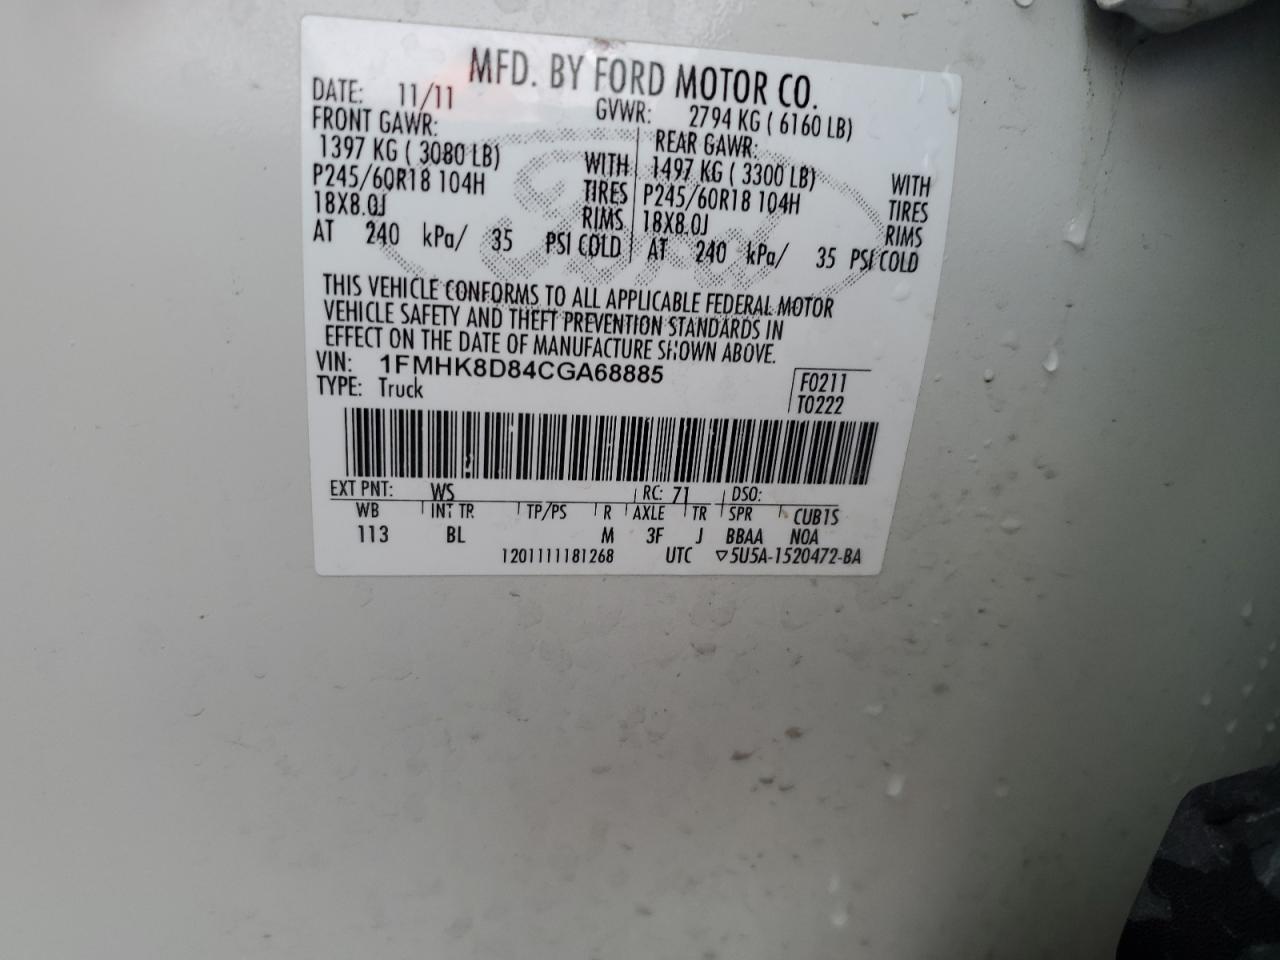 MFD. BY FORD MOTOR CO.
DATE: 11/11 GVWR: 2794 KG ( 6160 LB)
FRONT GAWR: REAR GAWR:
1397 KG ( 3080 LB) WITH 1497 KG ( 3300 LB) WITH
P245/60R18 104H TIRES P245/60R18 104H TIRES
18X8.0J RIMS 18X8.0J RIMS
AT 240 kPa/ 35 PSI COLD AT 240 kPa/ 35 PSI COLD
Ford
THIS VEHICLE CONFORMS TO ALL APPLICABLE FEDERAL MOTOR
VEHICLE SAFETY AND THEFT PREVENTION STANDARDS IN
EFFECT ON THE DATE OF MANUFACTURE SHOWN ABOVE.
VIN: 1FMHK8D84CGA68885
TYPE: Truck
F0211
T0222
EXT PNT: WS RC: 71 DSO:
WB INT TR TP/PS R AXLE TR SPR CUB1S
113 BL M 3F J BBAA NOA
1201111181268 UTC ▽5U5A-1520472-BA